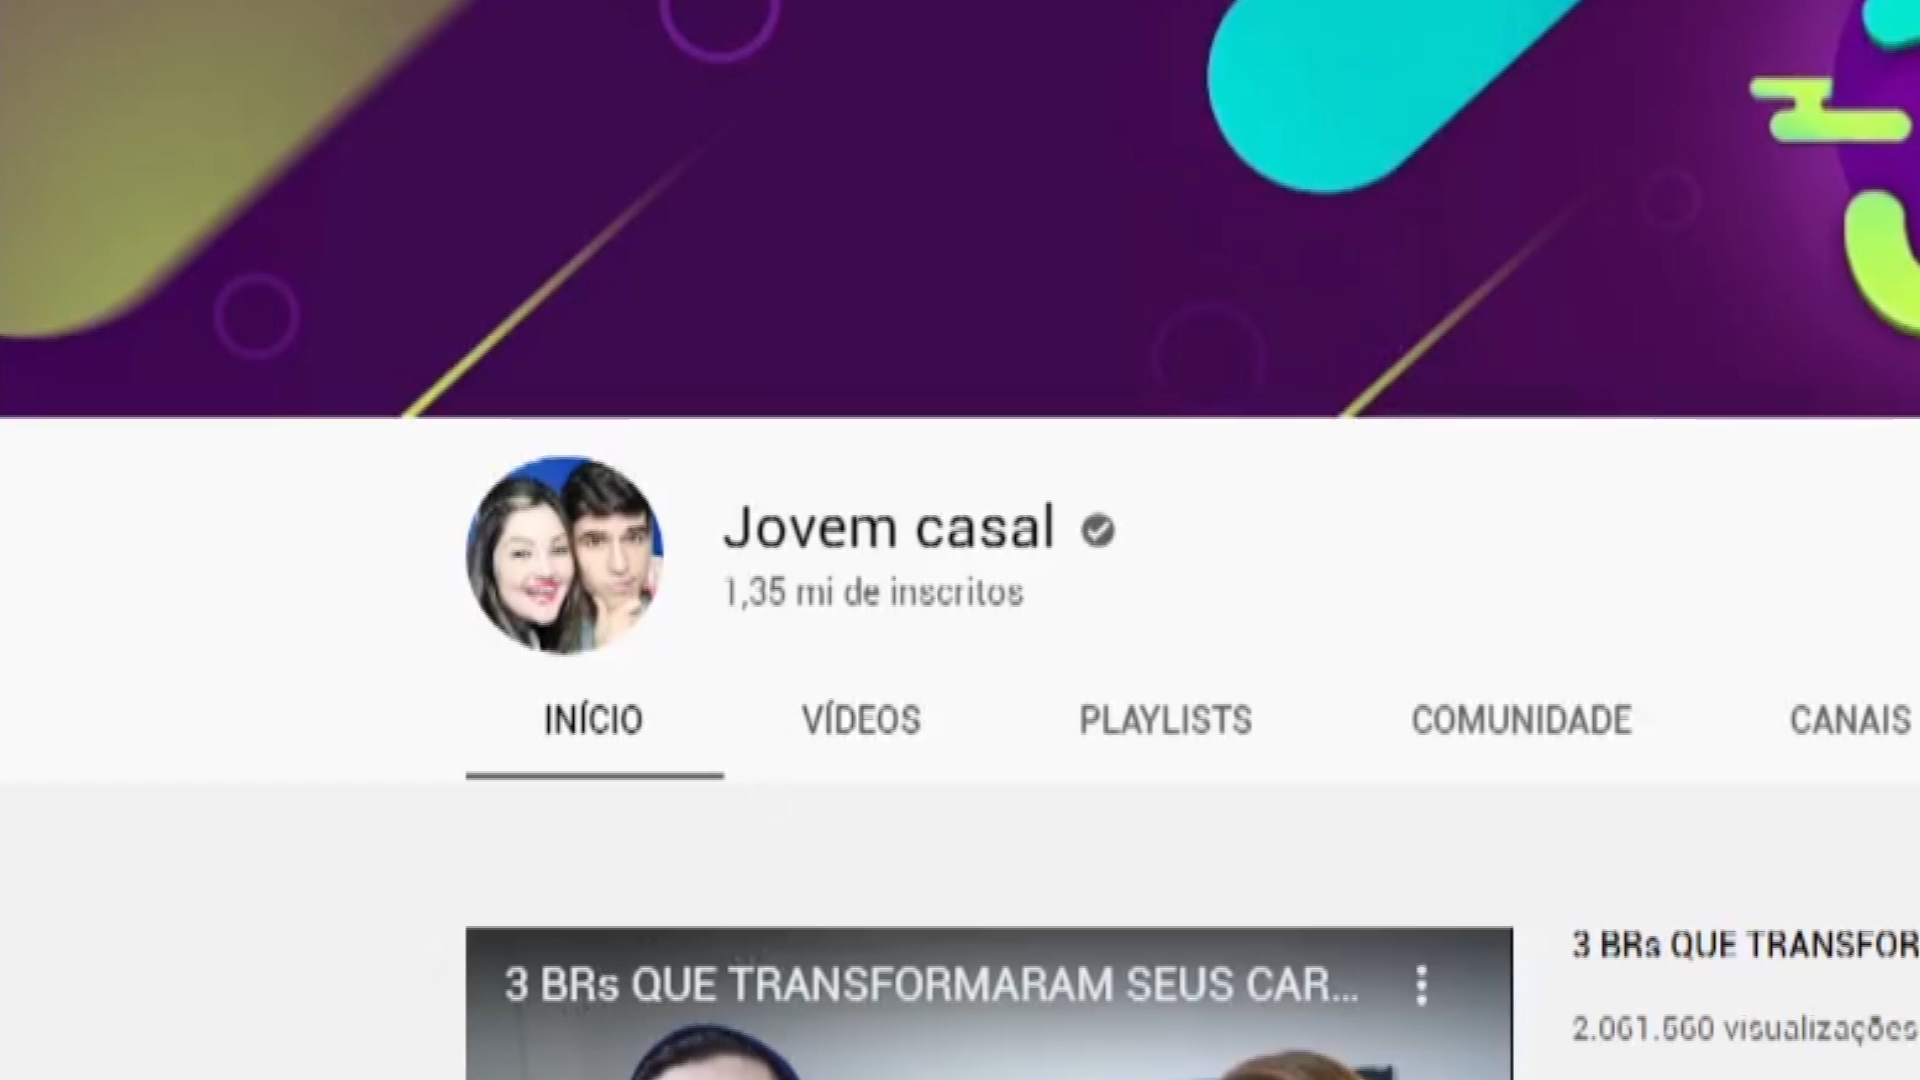 Jovem casal
1,35 mi de inscritos
INÍCIO VÍDEOS PLAYLISTS COMUNIDADE CANAIS
3 BRs QUE TRANSFORMARAM SEUS CAR...
3 BRs QUE TRANSFOR
2.061.560 visualizações